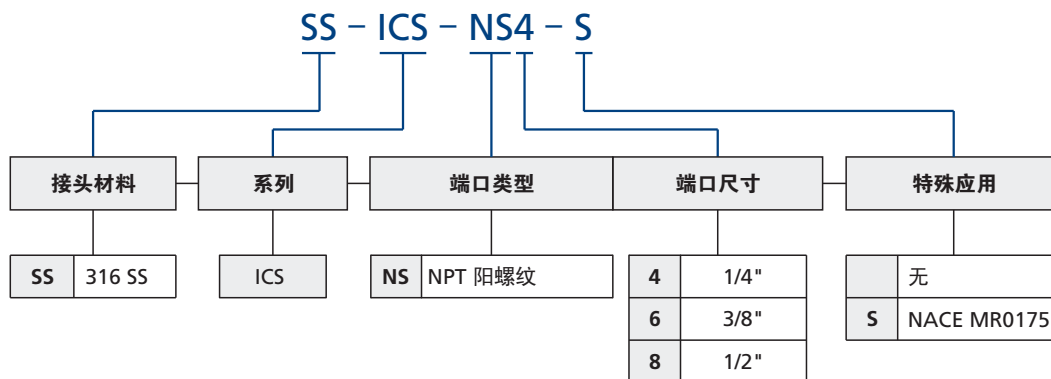 SS – ICS – NS4 – S
接头材料 系列 端口类型 端口尺寸 特殊应用
SS 316 SS ICS NS NPT 阳螺纹 4 1/4" 无
6 3/8" S NACE MR0175
8 1/2"